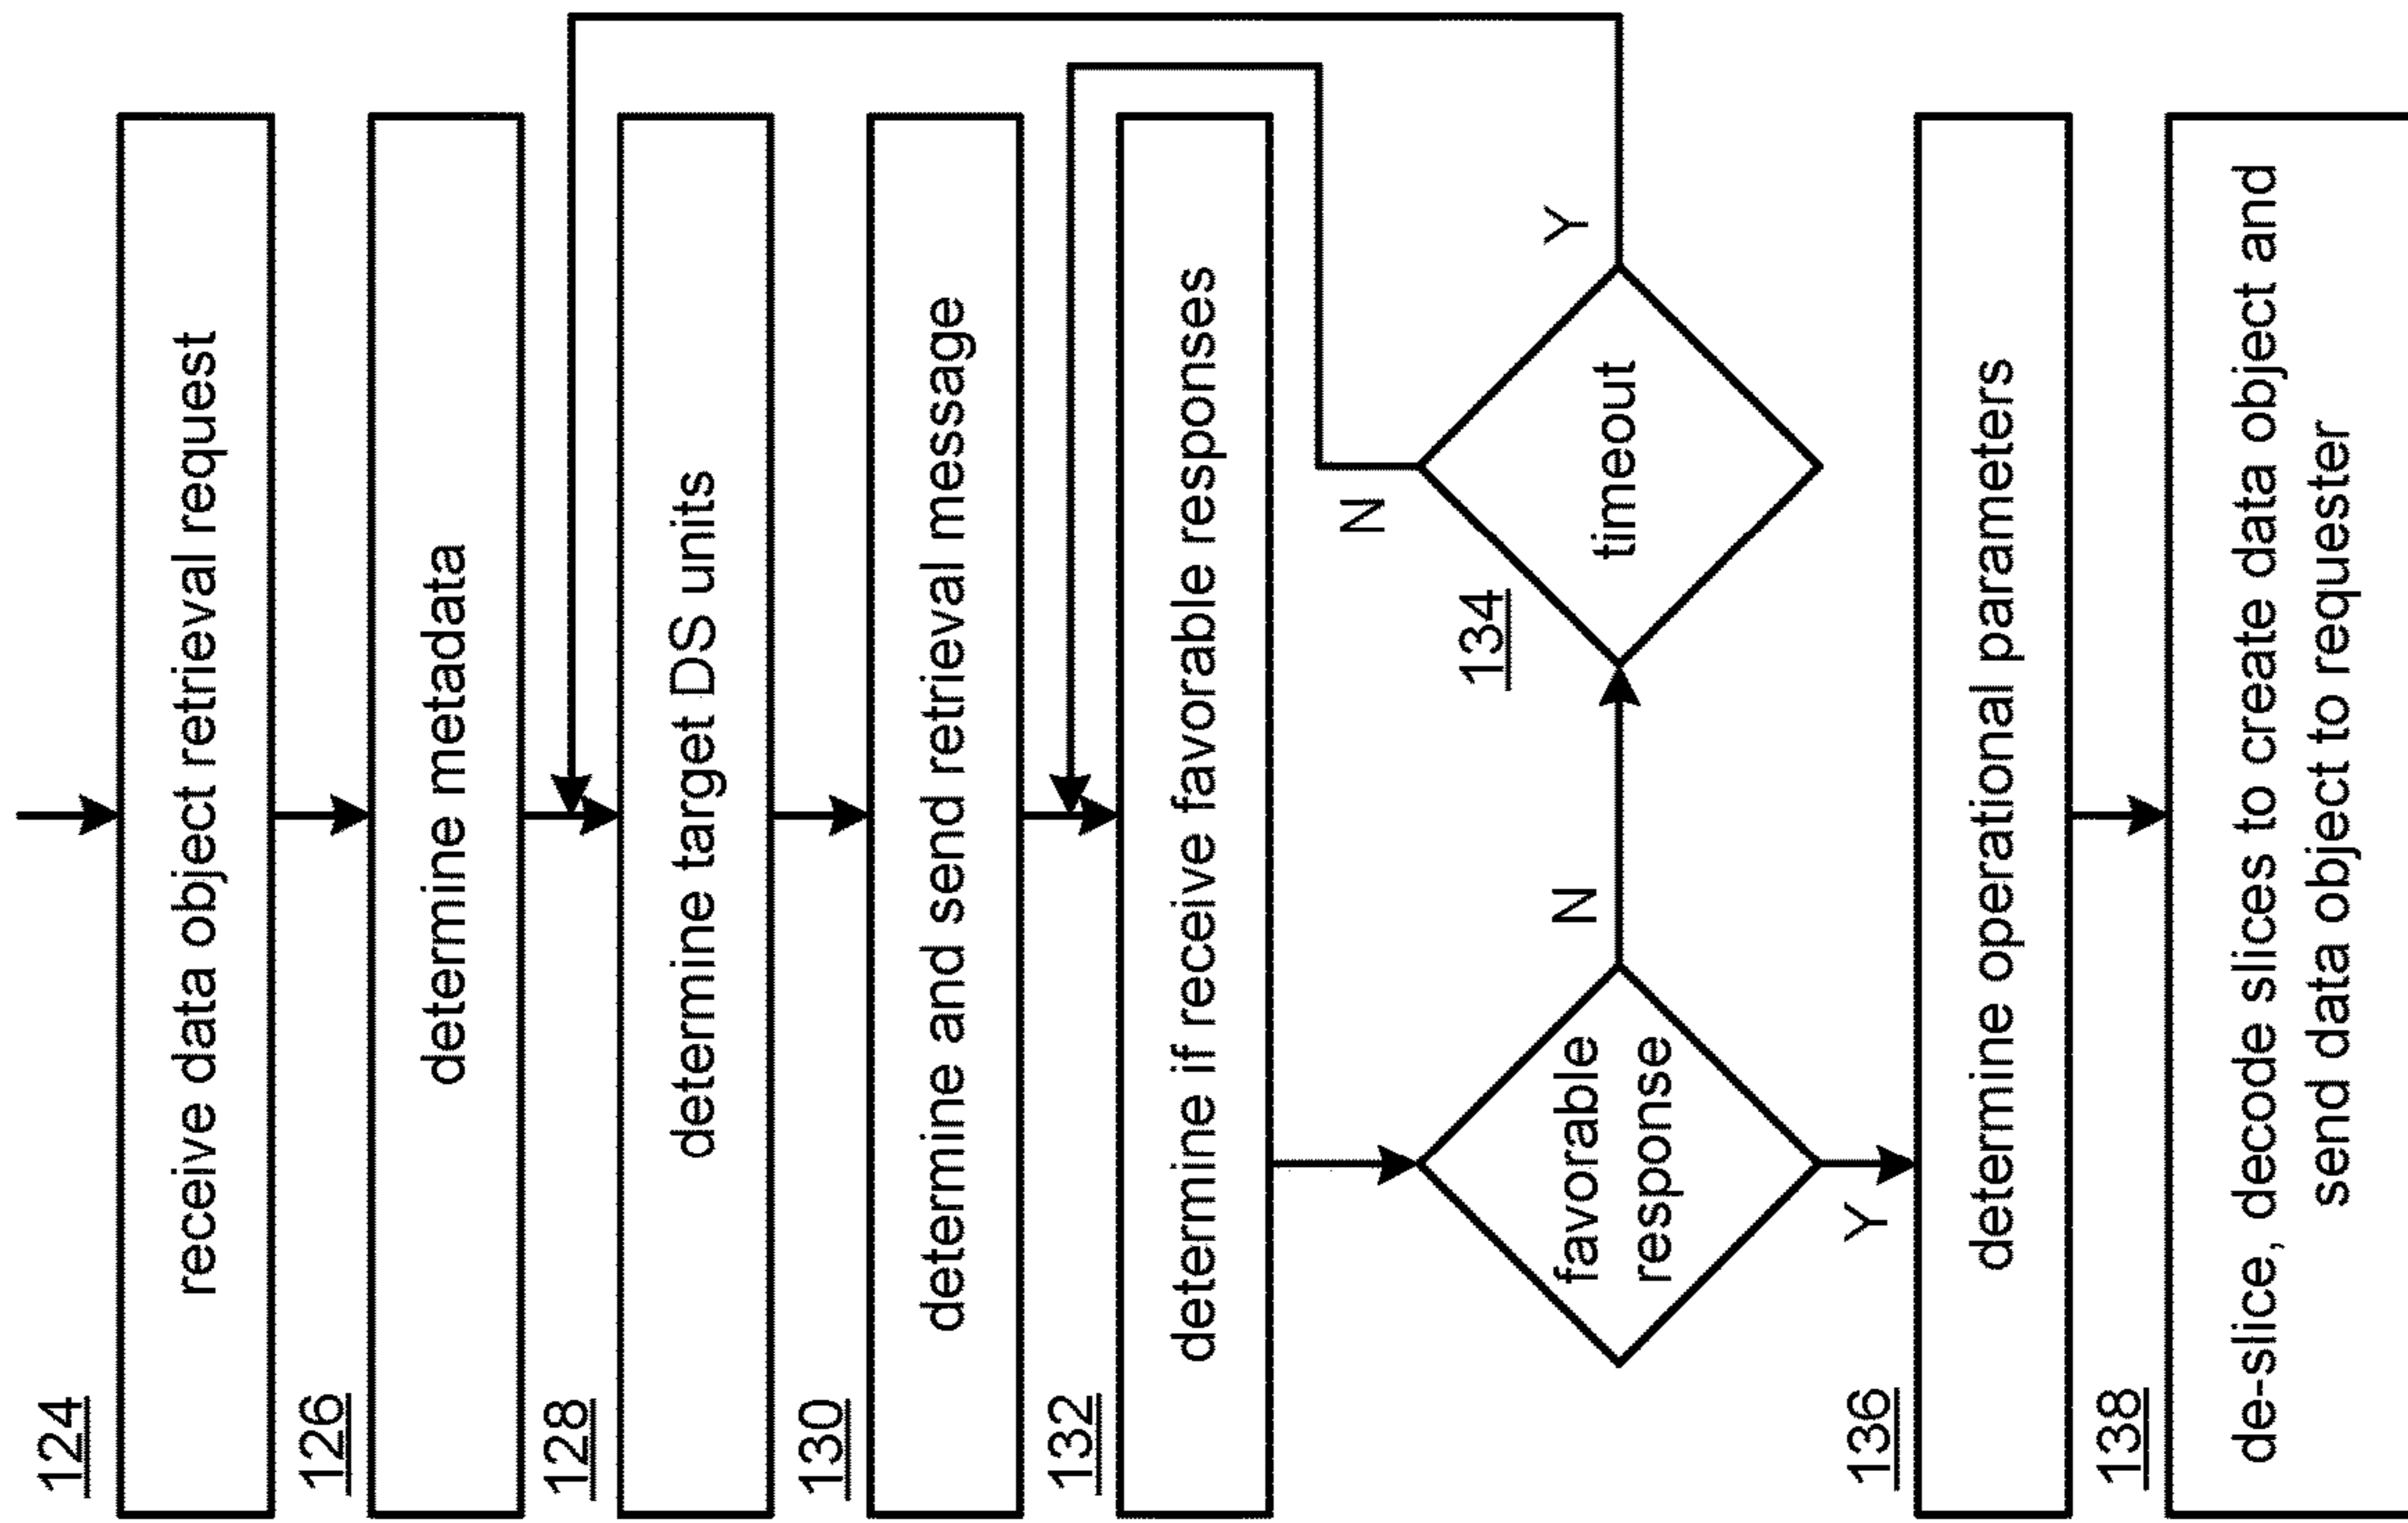 124
receive data object retrieval request
126
determine metadata
128
determine target DS units
130
determine and send retrieval message
132
determine if receive favorable responses
favorable
response
N
Y
134
timeout
N
Y
136
determine operational parameters
138
de-slice, decode slices to create data object and
send data object to requester